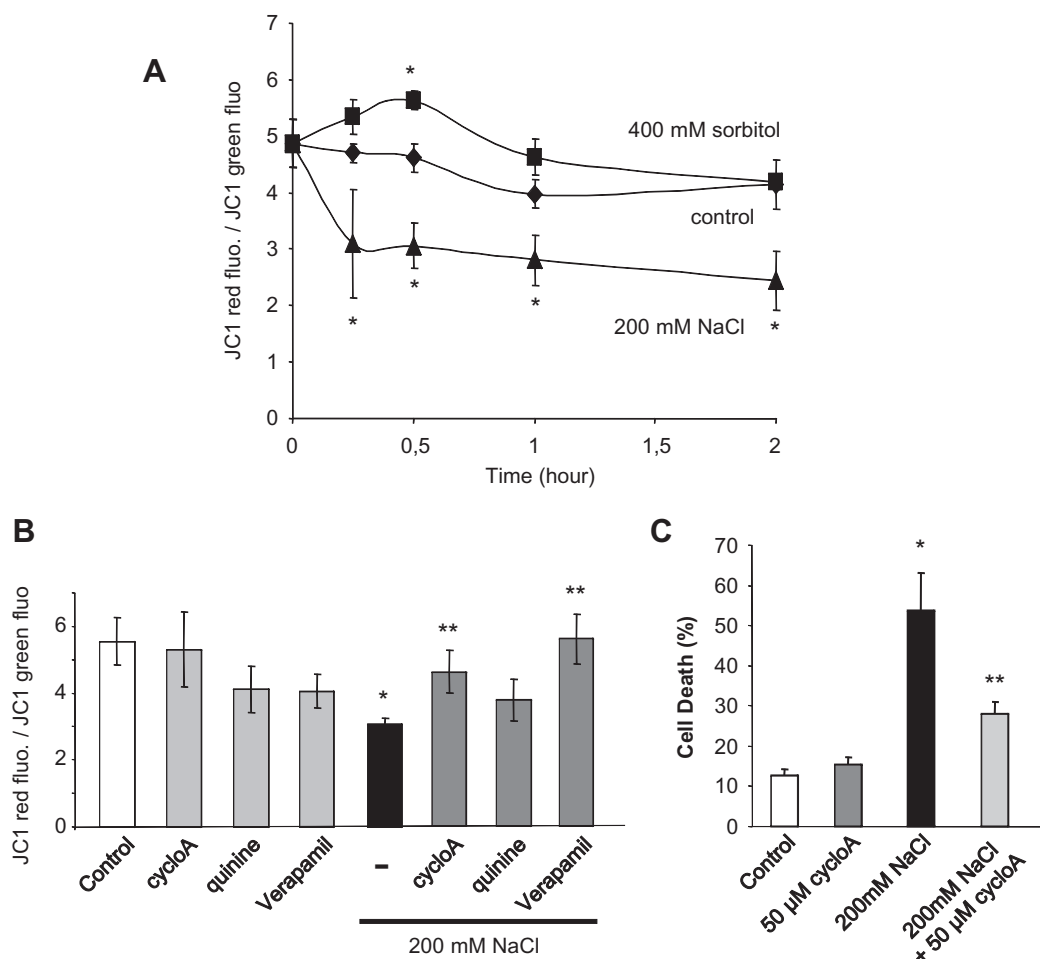 A
JC1 red fluo. / JC1 green fluo
7
6
5
4
3
2
1
0
*
*
*
*
*
400 mM sorbitol
control
200 mM NaCl
0 0,5 1 1,5 2
Time (hour)
B
JC1 red fluo. / JC1 green fluo
6
4
2
0
*
**
**
Control cycloA quinine Verapamil - cycloA quinine Verapamil
200 mM NaCl
C
Cell Death (%)
70
60
50
40
30
20
10
0
*
**
Control
50 µM cycloA
200mM NaCl
200mM NaCl
+ 50 µM cycloA